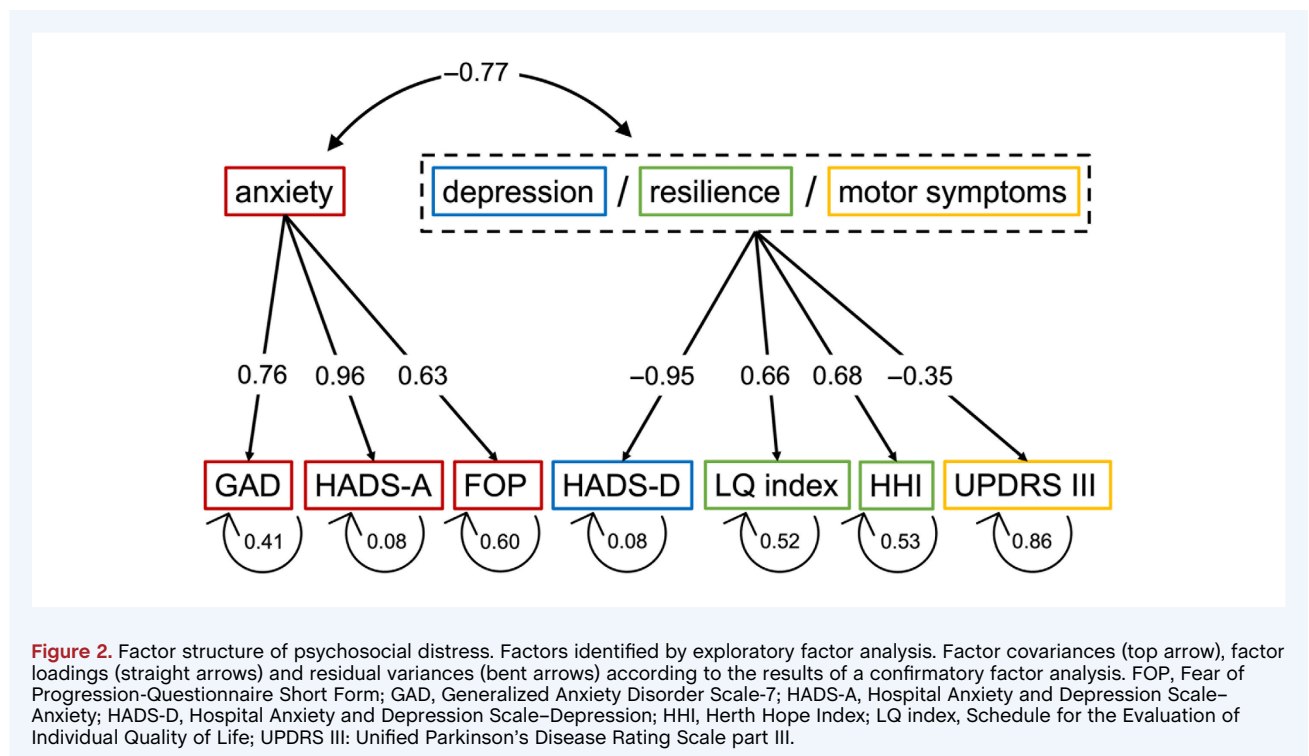 –0.77
anxiety
depression / resilience / motor symptoms
0.76 0.96 0.63 –0.95 0.66 0.68 –0.35
GAD HADS-A FOP HADS-D LQ index HHI UPDRS III
0.41 0.08 0.60 0.08 0.52 0.53 0.86
Figure 2. Factor structure of psychosocial distress. Factors identified by exploratory factor analysis. Factor covariances (top arrow), factor
loadings (straight arrows) and residual variances (bent arrows) according to the results of a confirmatory factor analysis. FOP, Fear of
Progression-Questionnaire Short Form; GAD, Generalized Anxiety Disorder Scale-7; HADS-A, Hospital Anxiety and Depression Scale–
Anxiety; HADS-D, Hospital Anxiety and Depression Scale–Depression; HHI, Herth Hope Index; LQ index, Schedule for the Evaluation of
Individual Quality of Life; UPDRS III: Unified Parkinson’s Disease Rating Scale part III.